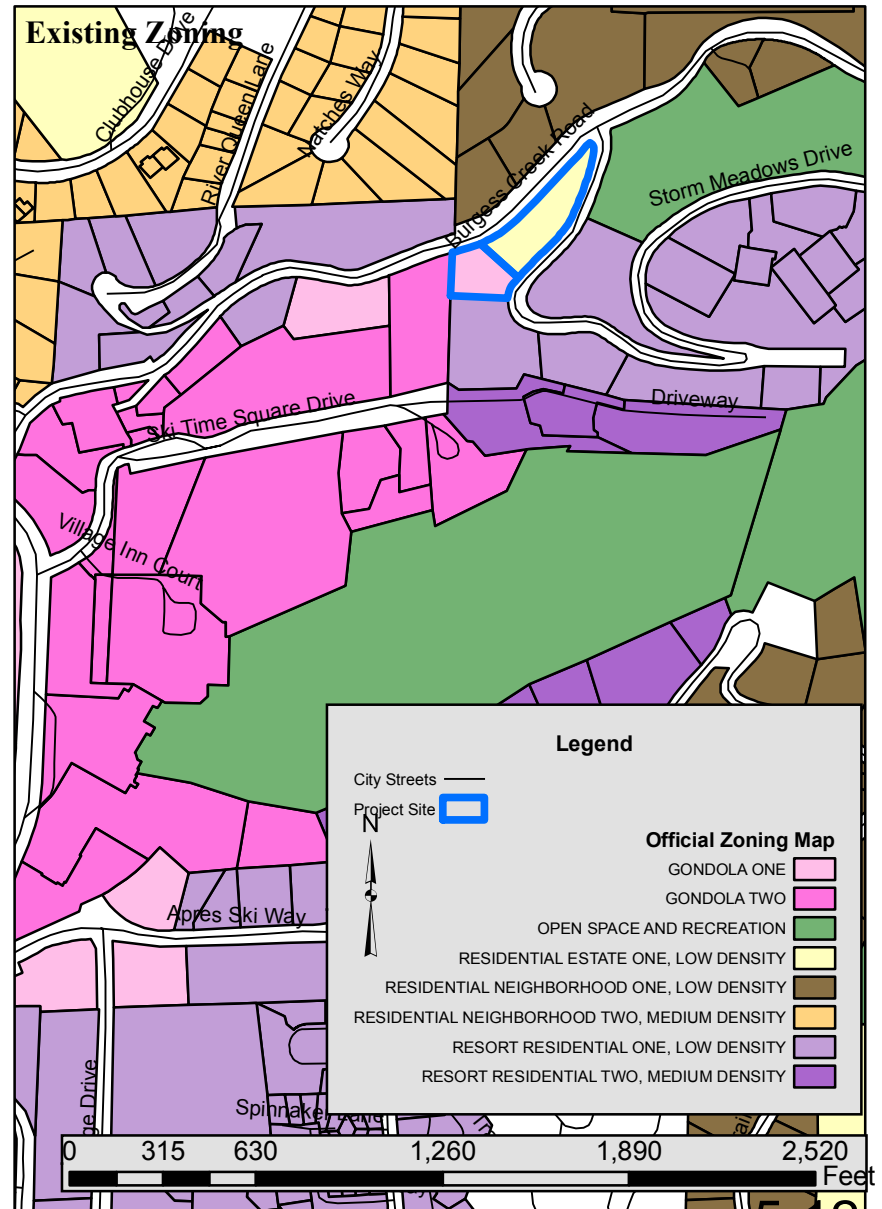 Existing Zoning
Clubhouse Drive
River Queen Lane
Natches Way
Burgess Creek Road
Storm Meadows Drive
Driveway
Ski Time Square Drive
Village Inn Court
Legend
City Streets
Project Site
N
Official Zoning Map
GONDOLA ONE
GONDOLA TWO
OPEN SPACE AND RECREATION
RESIDENTIAL ESTATE ONE, LOW DENSITY
RESIDENTIAL NEIGHBORHOOD ONE, LOW DENSITY
RESIDENTIAL NEIGHBORHOOD TWO, MEDIUM DENSITY
RESORT RESIDENTIAL ONE, LOW DENSITY
RESORT RESIDENTIAL TWO, MEDIUM DENSITY
Apres Ski Way
ge Drive
Spinnaker Lane
0 315 630 1,260 1,890 2,520
Feet